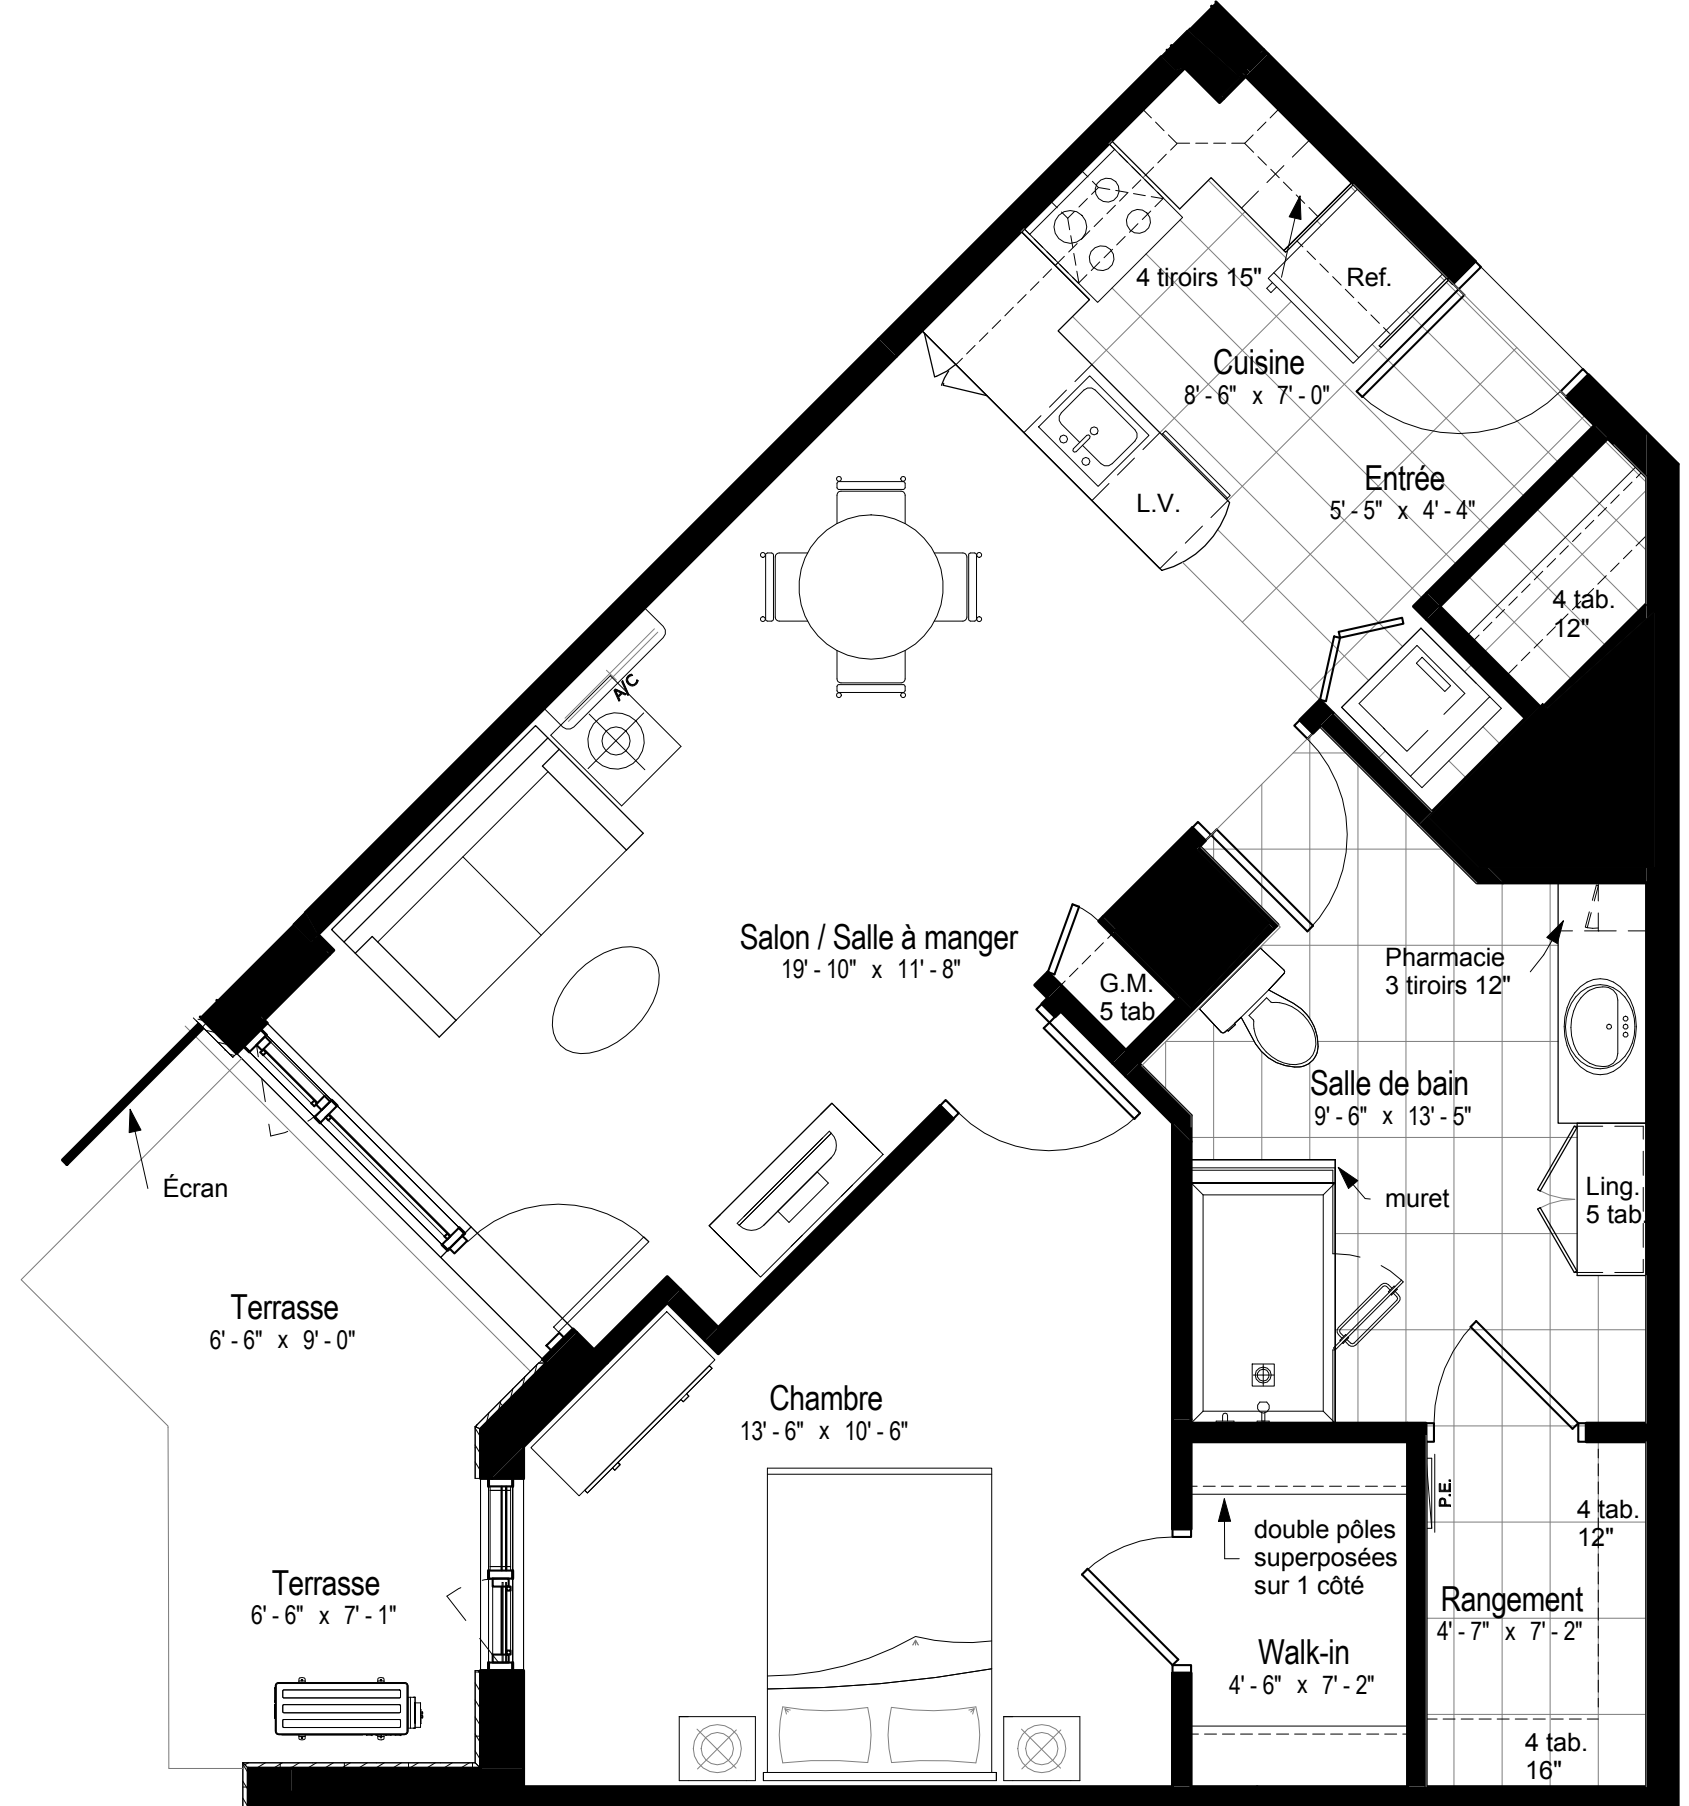 4 tiroirs 15"
Ref.
Cuisine
8' - 6" x 7' - 0"
Entrée
5' - 5" x 4' - 4"
L.V.
4 tab.
12"
A/C
Salon / Salle à manger
19' - 10" x 11' - 8"
G.M.
5 tab
Pharmacie
3 tiroirs 12"
Salle de bain
9' - 6" x 13' - 5"
Écran
muret
Ling.
5 tab
Terrasse
6' - 6" x 9' - 0"
Chambre
13' - 6" x 10' - 6"
P.E.
4 tab.
12"
double pôles
superposées
sur 1 côté
Terrasse
6' - 6" x 7' - 1"
Rangement
4' - 7" x 7' - 2"
Walk-in
4' - 6" x 7' - 2"
4 tab.
16"